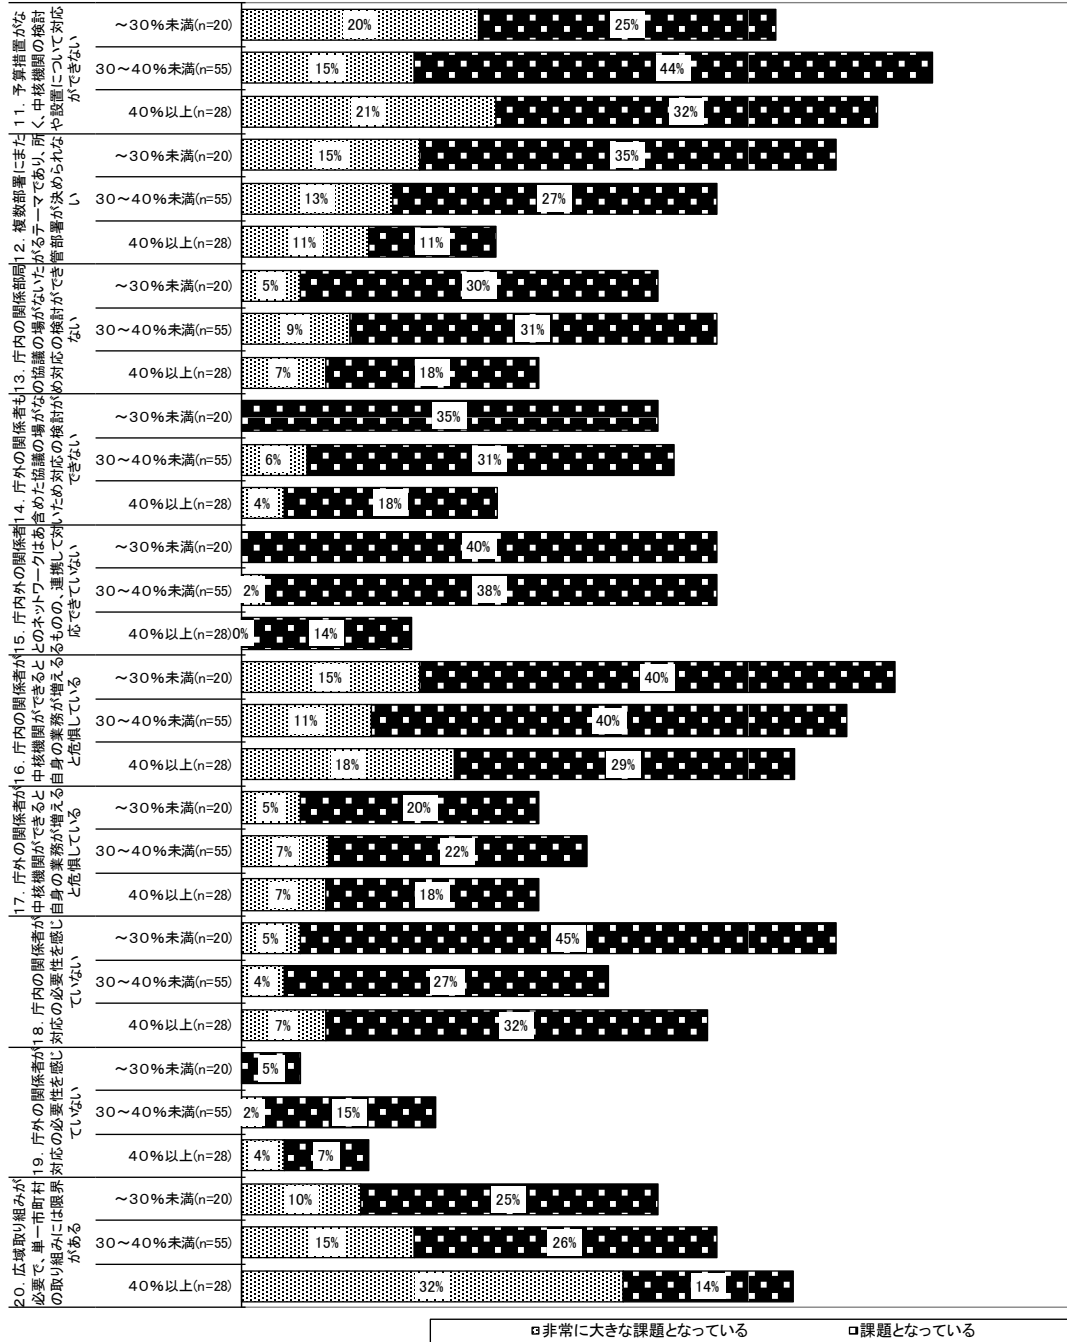 11. 予算措置がな
く、中核機関の検討
や設置について対応
ができない
～30%未満(n=20) 20% 25%
30～40%未満(n=55) 15% 44%
40%以上(n=28) 21% 32%
12. 複数部署にまた
がるテーマであり、所
管部署が決められな
い
～30%未満(n=20) 15% 35%
30～40%未満(n=55) 13% 27%
40%以上(n=28) 11% 11%
13. 庁内の関係部局
の協議の場がないた
め対応の検討ができ
ない
～30%未満(n=20) 5% 30%
30～40%未満(n=55) 9% 31%
40%以上(n=28) 7% 18%
14. 庁外の関係者も
含めた協議の場がな
いため対応の検討が
できない
～30%未満(n=20) 35%
30～40%未満(n=55) 6% 31%
40%以上(n=28) 4% 18%
15. 庁内外の関係者
とのネットワークはあ
るものの、連携して対
応できていない
～30%未満(n=20) 40%
30～40%未満(n=55) 2% 38%
40%以上(n=28) 0% 14%
16. 庁内の関係者が
中核機関ができると
自身の業務が増える
と危惧している
～30%未満(n=20) 15% 40%
30～40%未満(n=55) 11% 40%
40%以上(n=28) 18% 29%
17. 庁外の関係者が
中核機関ができると
自身の業務が増える
と危惧している
～30%未満(n=20) 5% 20%
30～40%未満(n=55) 7% 22%
40%以上(n=28) 7% 18%
18. 庁内の関係者が
対応の必要性を感じ
ていない
～30%未満(n=20) 5% 45%
30～40%未満(n=55) 4% 27%
40%以上(n=28) 7% 32%
19. 庁外の関係者が
対応の必要性を感じ
ていない
～30%未満(n=20) 5%
30～40%未満(n=55) 2% 15%
40%以上(n=28) 4% 7%
20. 広域取り組みが
必要で、単一市町村
の取り組みには限界
がある
～30%未満(n=20) 10% 25%
30～40%未満(n=55) 15% 26%
40%以上(n=28) 32% 14%
非常に大きな課題となっている 課題となっている